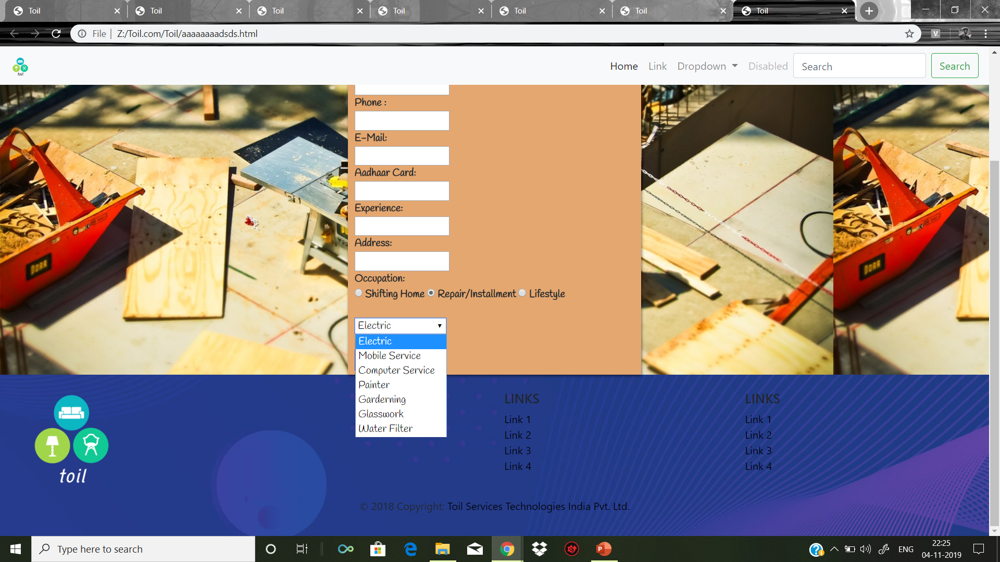 Toil Toil Toil Toil Toil Toil Toil
File Z:/Toil.com/Toil/aaaaaaaadsds.html
toil Home Link Dropdown Disabled Search Search
Phone :
E-Mail:
Aadhaar Card:
Experience:
Address:
Occupation:
Shifting Home Repair/Installment Lifestyle
Electric
Electric
Mobile Service
Computer Service
Painter
Garderning
Glasswork
Water Filter
toil
LINKS
Link 1
Link 2
Link 3
Link 4
LINKS
Link 1
Link 2
Link 3
Link 4
© 2018 Copyright: Toil Services Technologies India Pvt. Ltd.
Type here to search
ENG
22:25
04-11-2019